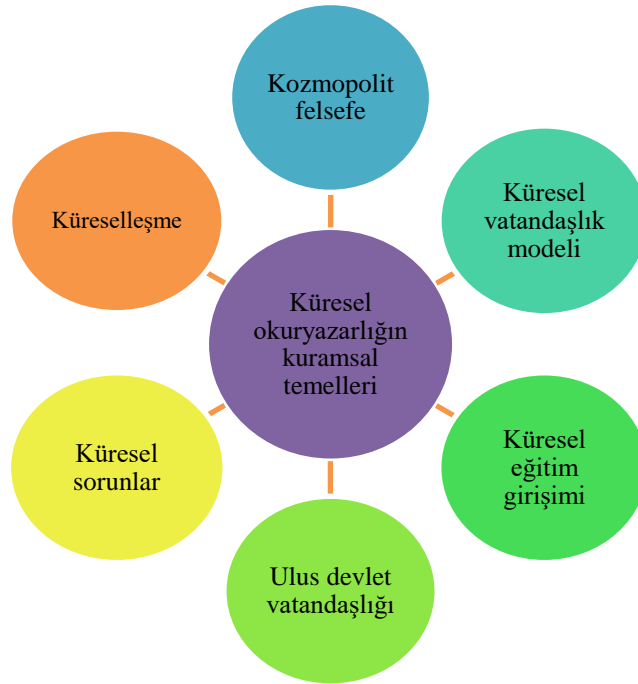 Kozmopolit
felsefe
Küreselleşme
Küresel
vatandaşlık
modeli
Küresel
okuryazarlığın
kuramsal
temelleri
Küresel
sorunlar
Küresel
eğitim
girişimi
Ulus devlet
vatandaşlığı